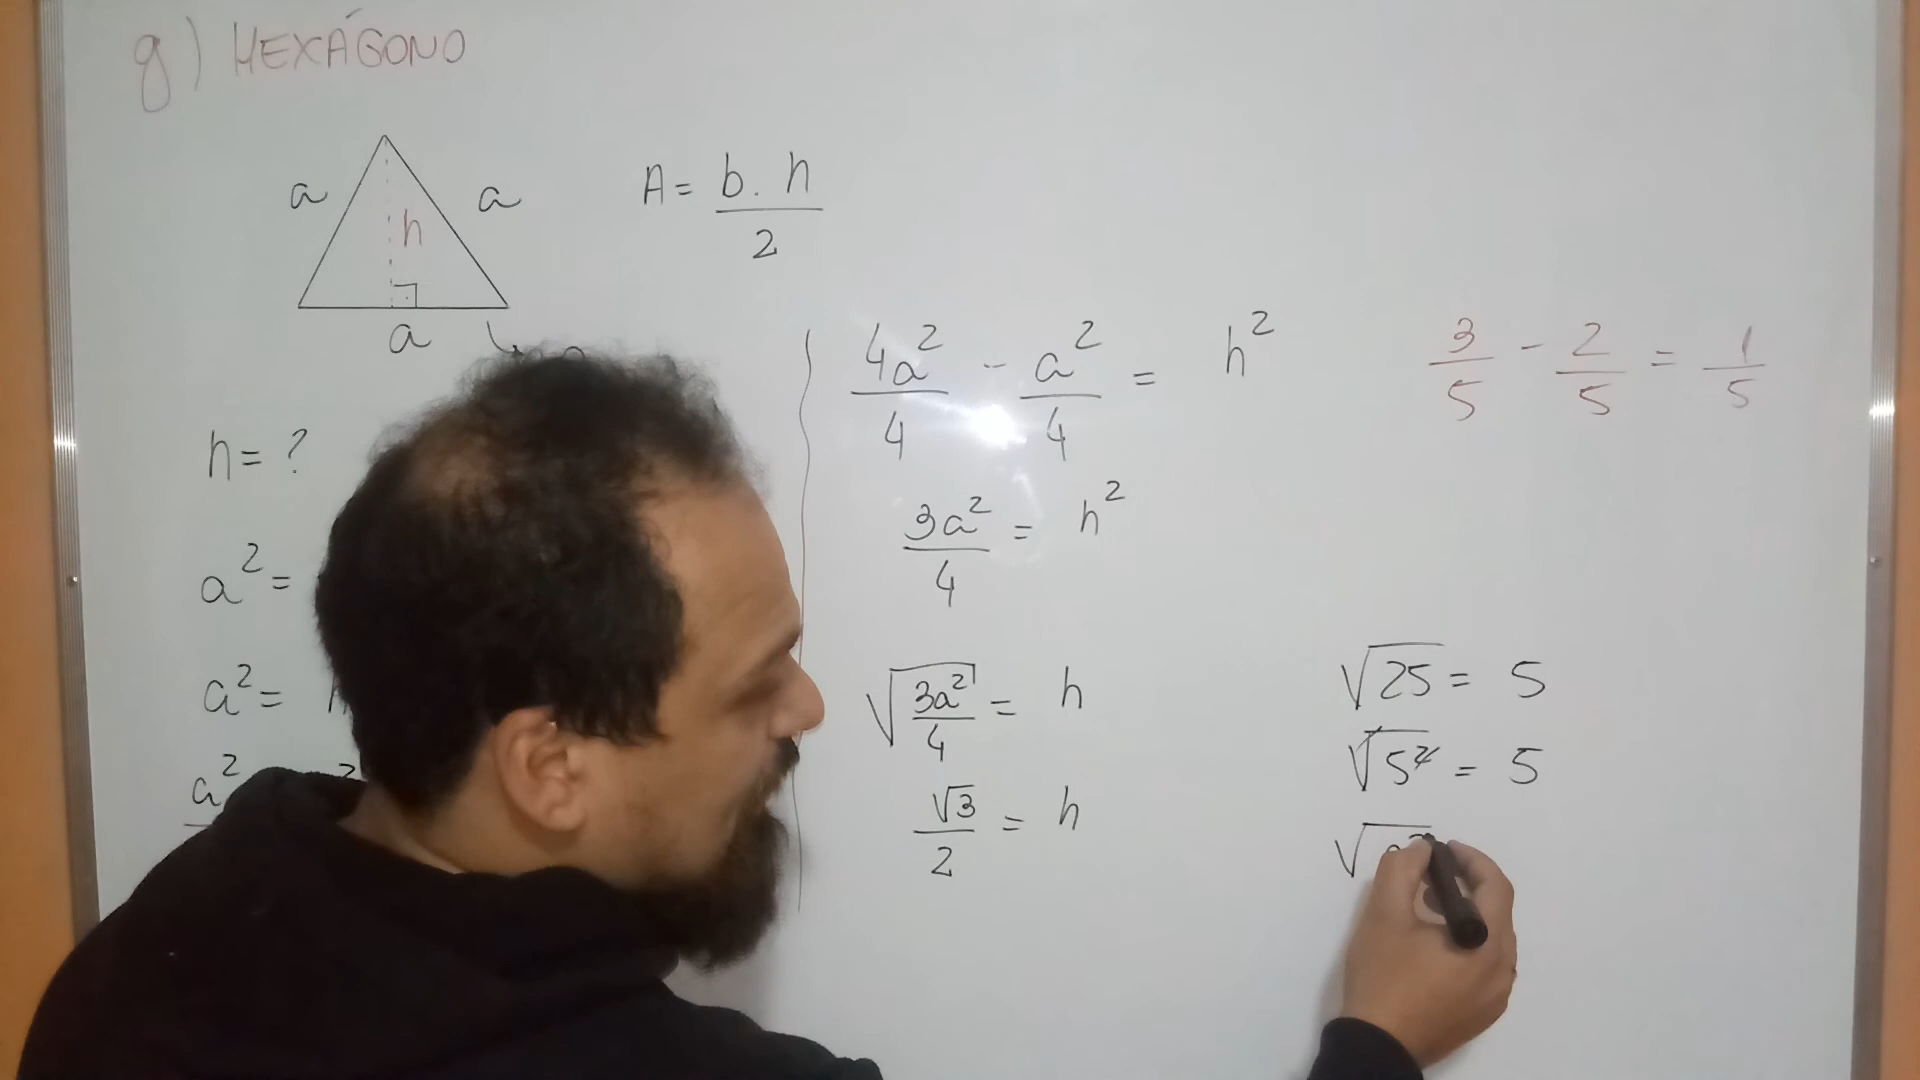 g) HEXÁGONO
a
a
h
a
A = b . h / 2
h = ?
a² =
a² =
a²
4a²/4 - a²/4 = h²
3a²/4 = h²
√(3a²/4) = h
√3/2 = h
3/5 - 2/5 = 1/5
√25 = 5
√5² = 5